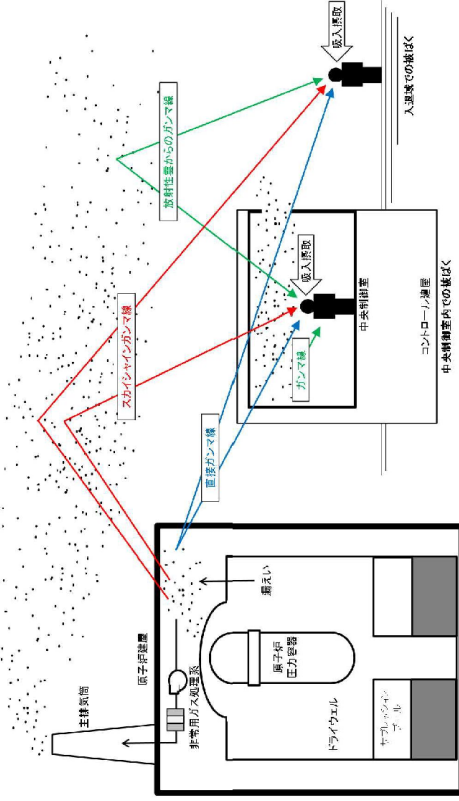 主排気筒
原子炉建屋
非常用ガス処理系
漏えい
原子炉
圧力容器
ドライウェル
サプレッション
プール
スカイシャインガンマ線
放射性雲からのガンマ線
直接ガンマ線
ガンマ線
吸入摂取
中央制御室
コントロール建屋
中央制御室内での被ばく
吸入摂取
入退域での被ばく